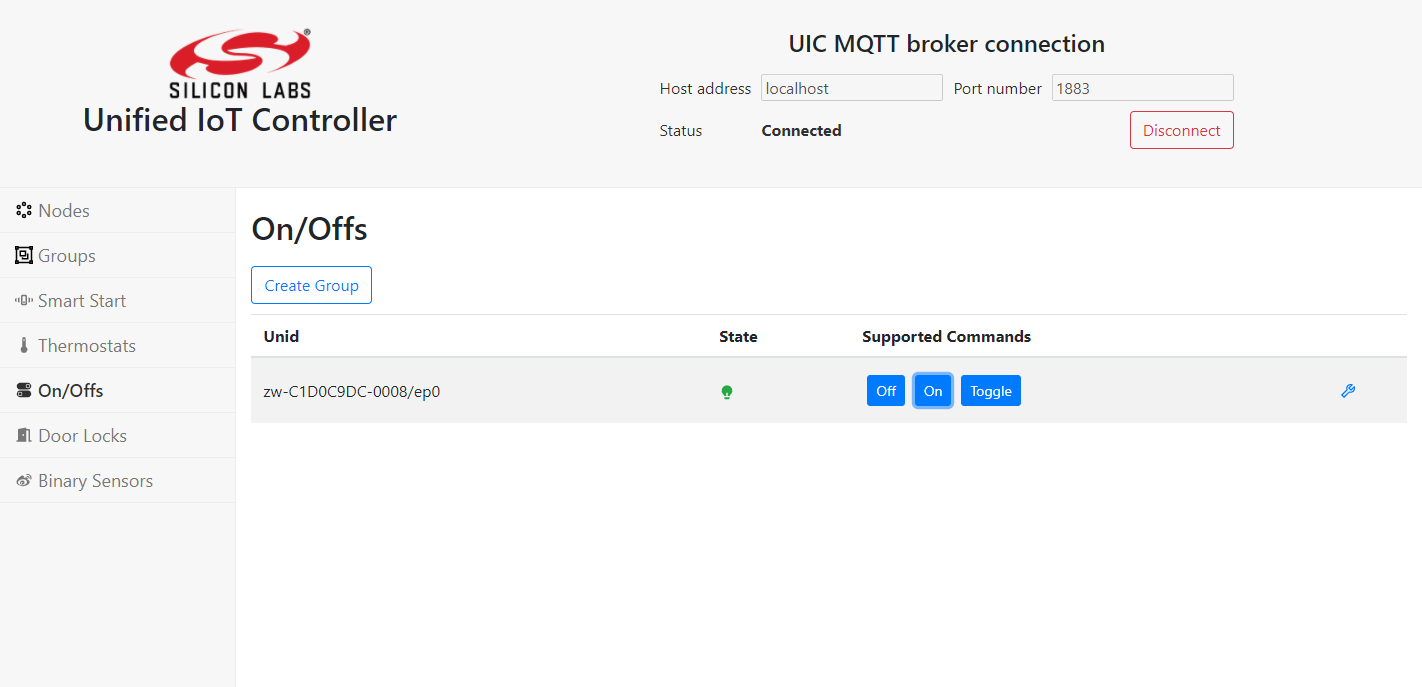 SILICON LABS
Unified IoT Controller
UIC MQTT broker connection
Host address localhost Port number 1883
Status Connected Disconnect
Nodes
Groups
Smart Start
Thermostats
On/Offs
Door Locks
Binary Sensors
On/Offs
Create Group
Unid State Supported Commands
zw-C1D0C9DC-0008/ep0 Off On Toggle